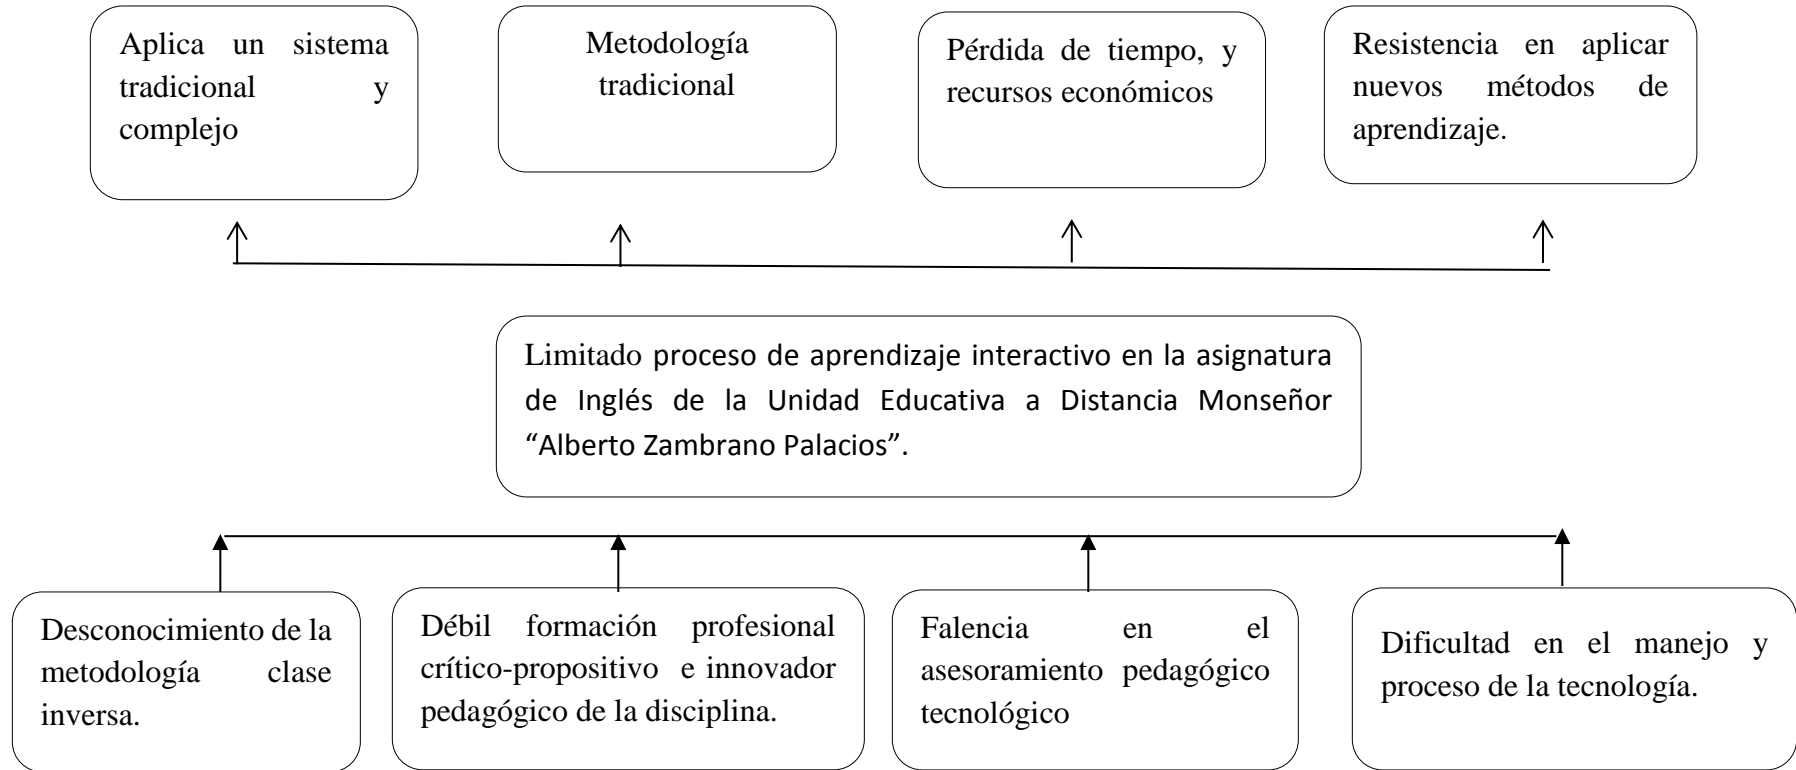 Aplica un sistema
tradicional y
complejo
Metodología
tradicional
Pérdida de tiempo, y
recursos económicos
Resistencia en aplicar
nuevos métodos de
aprendizaje.
Limitado proceso de aprendizaje interactivo en la asignatura
de Inglés de la Unidad Educativa a Distancia Monseñor
“Alberto Zambrano Palacios”.
Desconocimiento de la
metodología clase
inversa.
Débil formación profesional
crítico-propositivo e innovador
pedagógico de la disciplina.
Falencia en el
asesoramiento pedagógico
tecnológico
Dificultad en el manejo y
proceso de la tecnología.